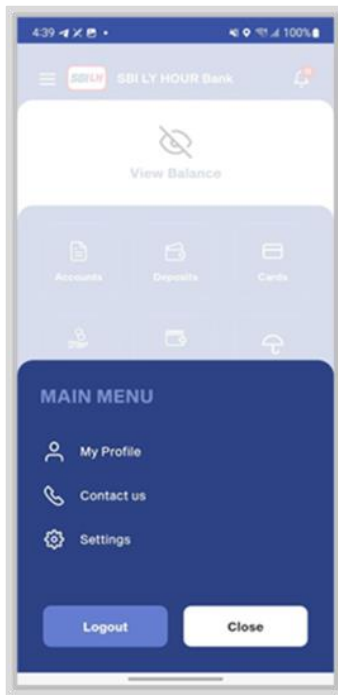 4:39
100%
SBI LY HOUR Bank
View Balance
Accounts Deposits Cards
MAIN MENU
My Profile
Contact us
Settings
Logout Close